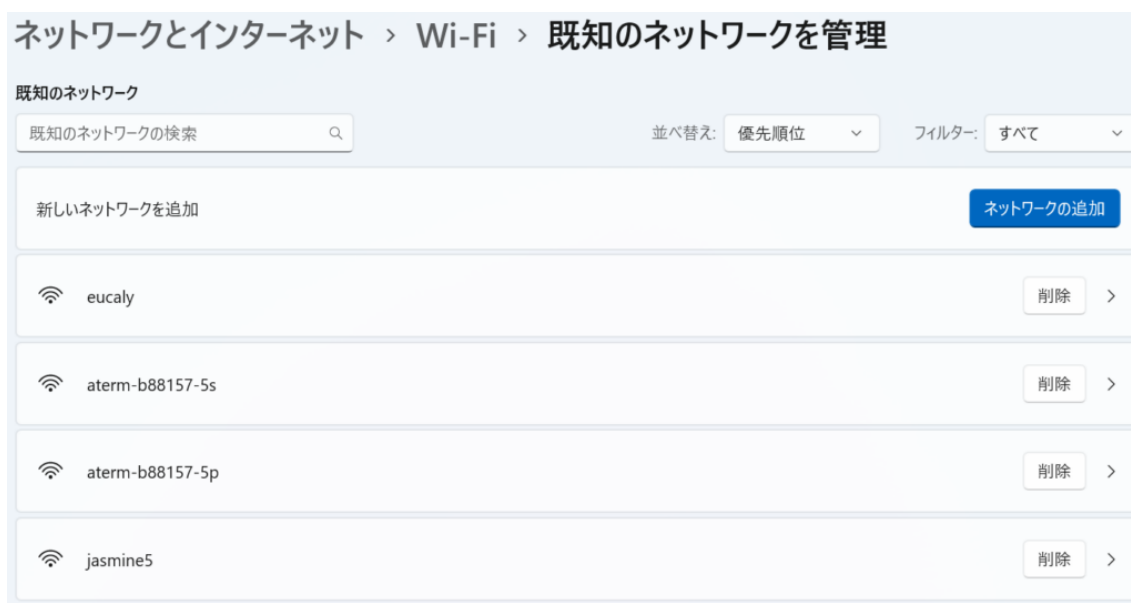 ネットワークとインターネット › Wi-Fi › 既知のネットワークを管理
既知のネットワーク
既知のネットワークの検索 並べ替え: 優先順位 フィルター: すべて
新しいネットワークを追加 ネットワークの追加
eucaly 削除
aterm-b88157-5s 削除
aterm-b88157-5p 削除
jasmine5 削除